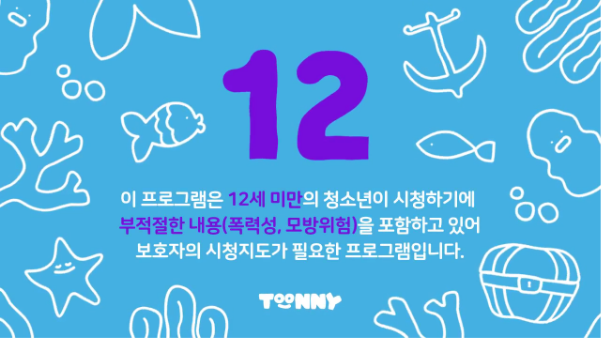 12
이 프로그램은 12세 미만의 청소년이 시청하기에
부적절한 내용(폭력성, 모방위험)을 포함하고 있어
보호자의 시청지도가 필요한 프로그램입니다.
TOONNY